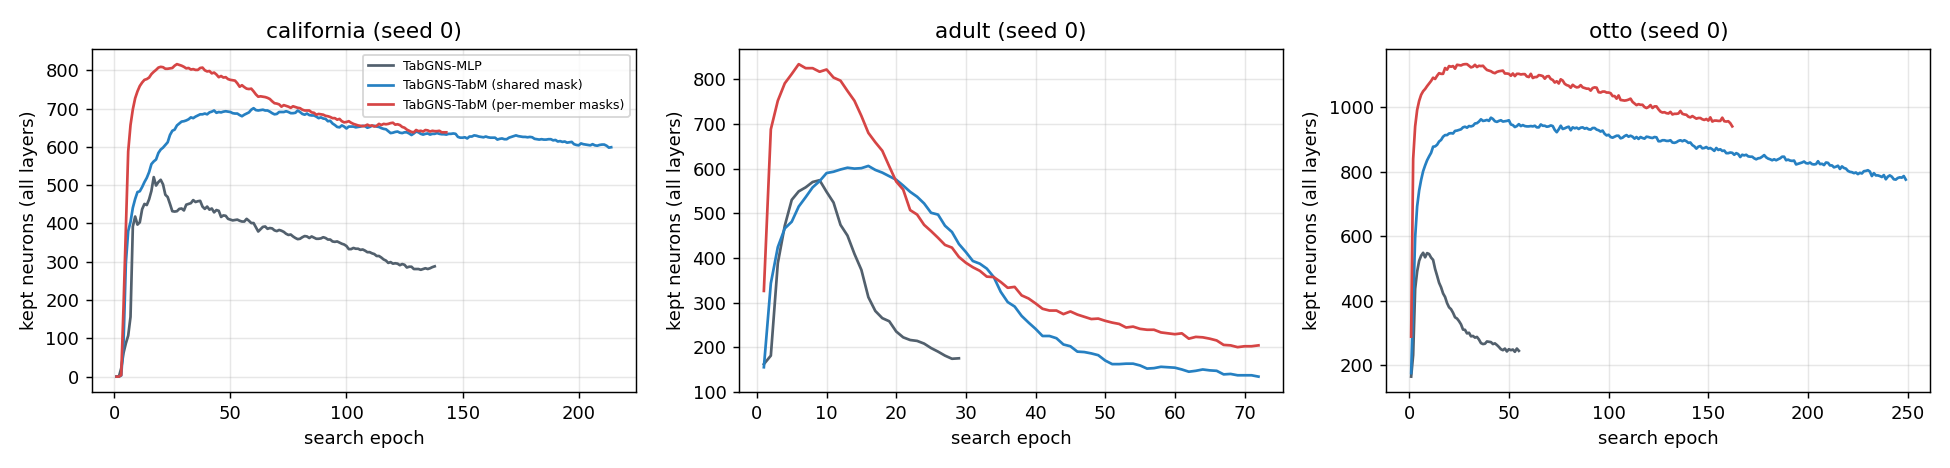 california (seed 0)
kept neurons (all layers)
800
700
600
500
400
300
200
100
0
TabGNS-MLP
TabGNS-TabM (shared mask)
TabGNS-TabM (per-member masks)
0 50 100 150 200
search epoch
adult (seed 0)
kept neurons (all layers)
800
700
600
500
400
300
200
100
0 10 20 30 40 50 60 70
search epoch
otto (seed 0)
kept neurons (all layers)
1000
800
600
400
200
0 50 100 150 200 250
search epoch